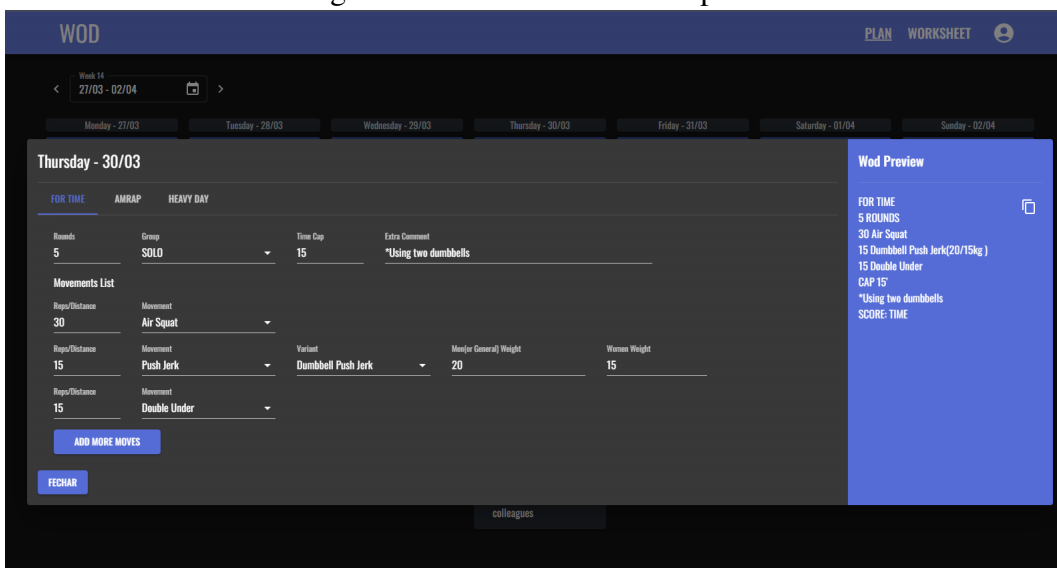 WOD
PLAN WORKSHEET
Week 14
27/03 - 02/04
Monday - 27/03 Tuesday - 28/03 Wednesday - 29/03 Thursday - 30/03 Friday - 31/03 Saturday - 01/04 Sunday - 02/04
Thursday - 30/03
FOR TIME AMRAP HEAVY DAY
Rounds Group Time Cap Extra Comment
5 SOLO 15 *Using two dumbbells
Movements List
Reps/Distance Movement
30 Air Squat
Reps/Distance Movement Variant Men(or General) Weight Women Weight
15 Push Jerk Dumbbell Push Jerk 20 15
Reps/Distance Movement
15 Double Under
ADD MORE MOVES
FECHAR
Wod Preview
FOR TIME
5 ROUNDS
30 Air Squat
15 Dumbbell Push Jerk(20/15kg )
15 Double Under
CAP 15'
*Using two dumbbells
SCORE: TIME
colleagues